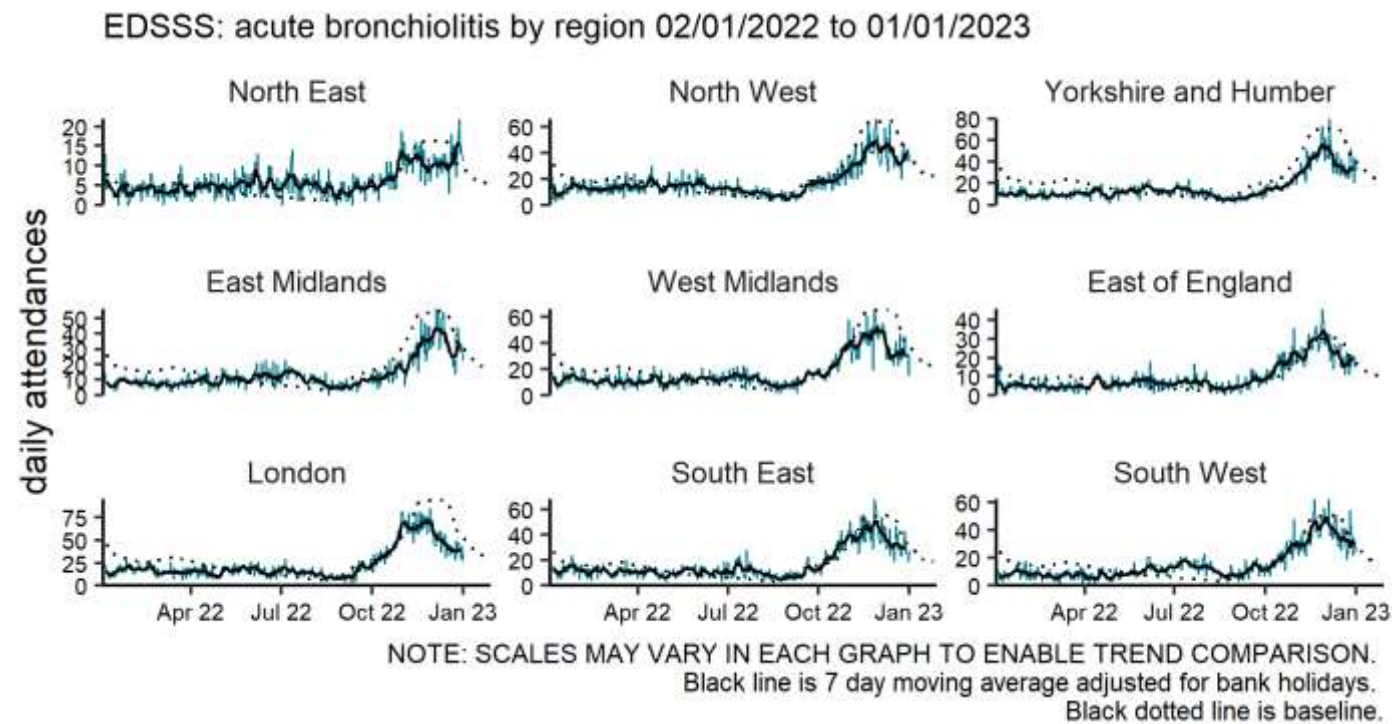 EDSSS: acute bronchiolitis by region 02/01/2022 to 01/01/2023
daily attendances
North East
20
15
10
5
0
North West
60
40
20
0
Yorkshire and Humber
80
60
40
20
0
East Midlands
50
40
30
20
10
0
West Midlands
60
40
20
0
East of England
40
30
20
10
0
London
75
50
25
0
Apr 22 Jul 22 Oct 22 Jan 23
South East
60
40
20
0
Apr 22 Jul 22 Oct 22 Jan 23
South West
60
40
20
0
Apr 22 Jul 22 Oct 22 Jan 23
NOTE: SCALES MAY VARY IN EACH GRAPH TO ENABLE TREND COMPARISON.
Black line is 7 day moving average adjusted for bank holidays.
Black dotted line is baseline.